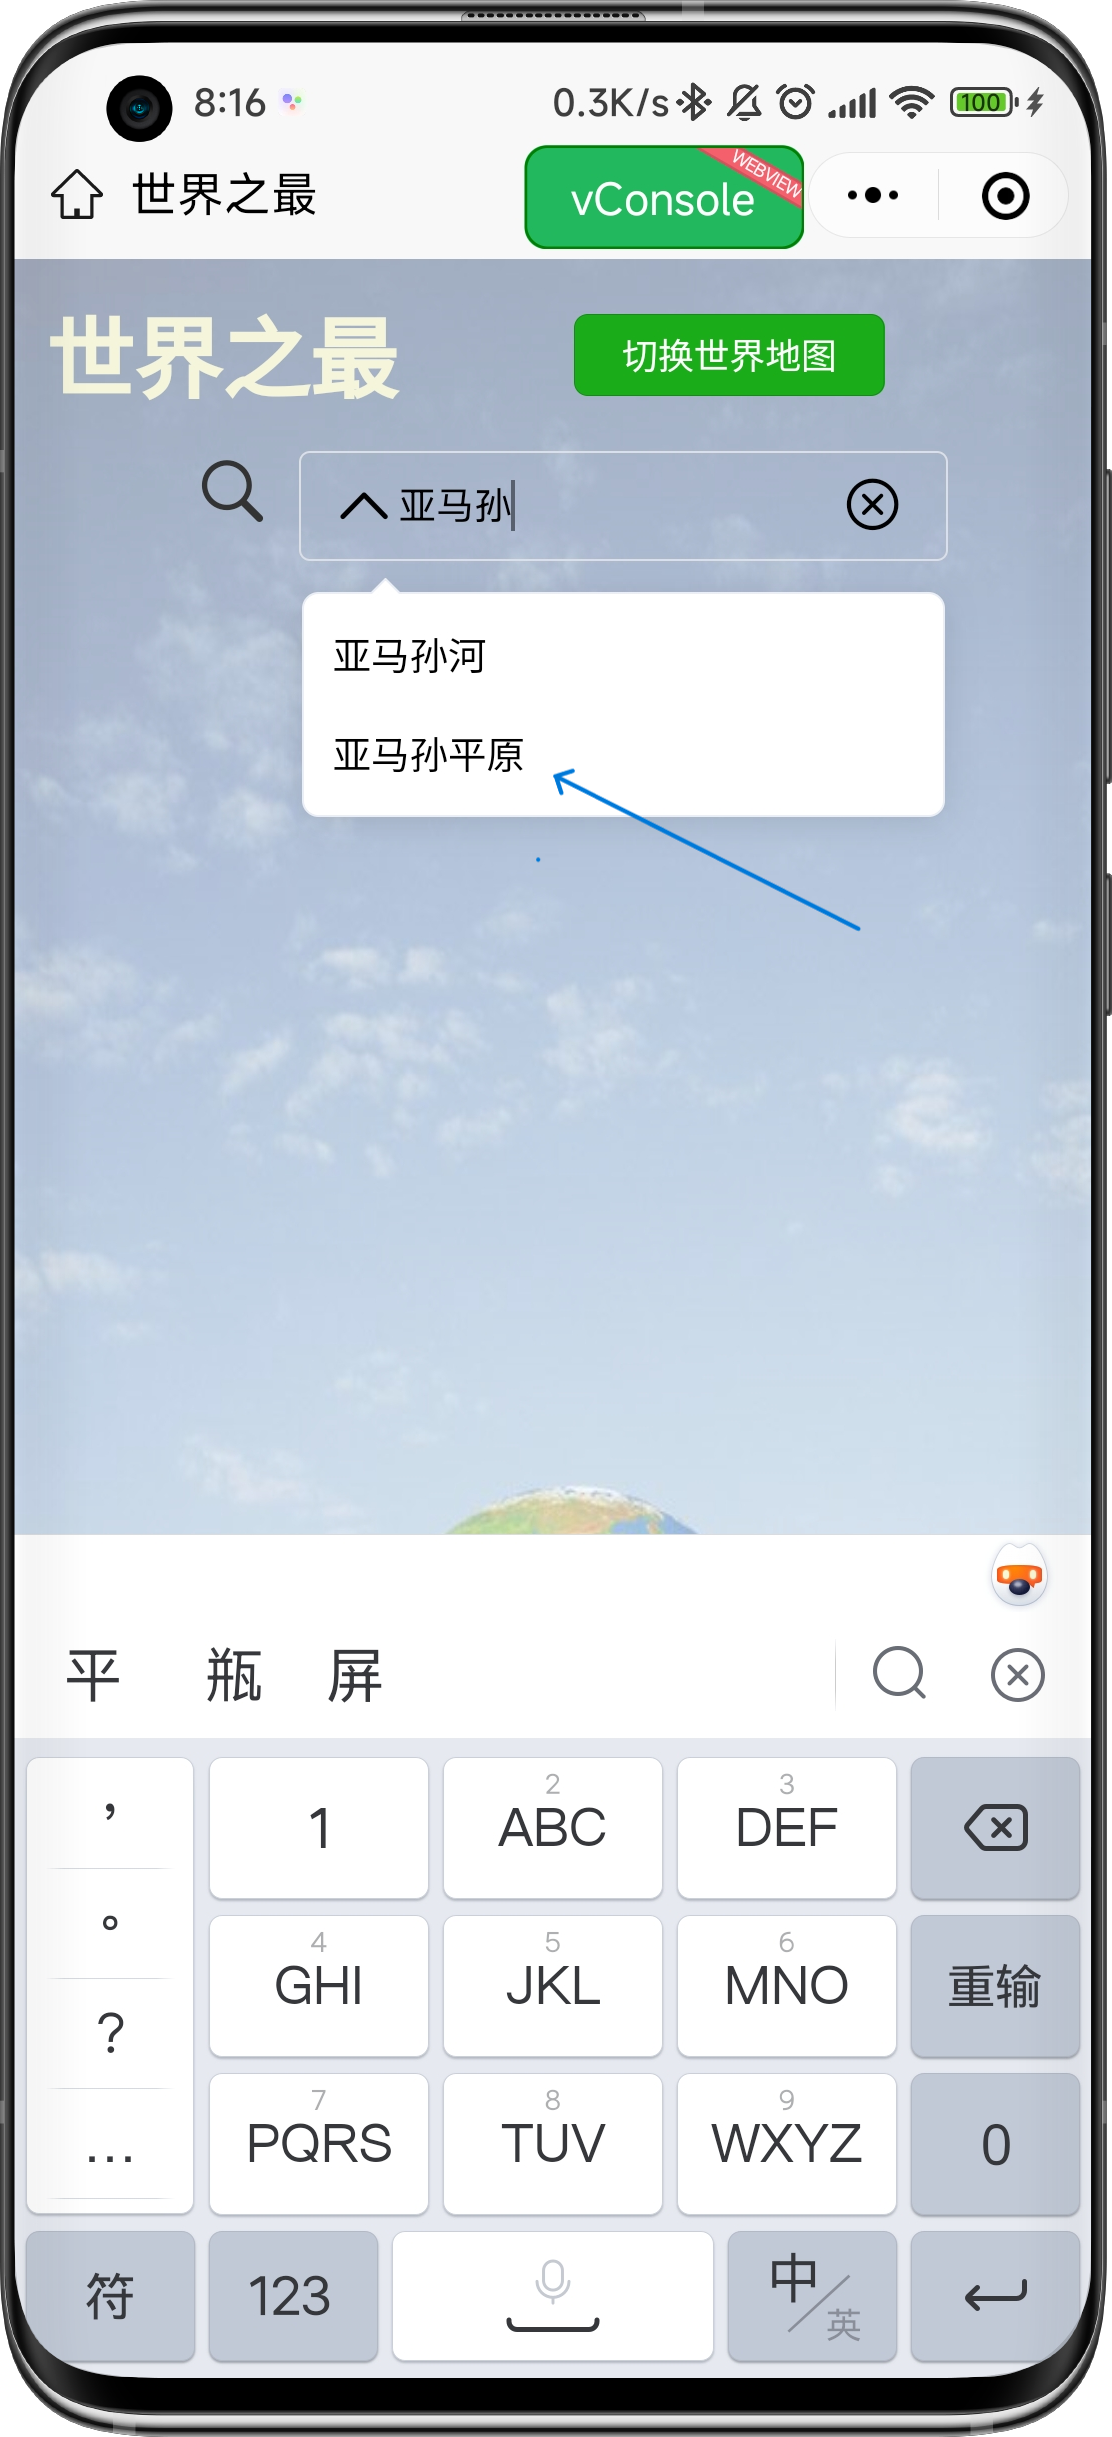 8:16 0.3K/s 100
世界之最 vConsole WEBVIEW
世界之最 切换世界地图
亚马孙
亚马孙河
亚马孙平原
平 瓶 屏
, 1 2 ABC 3 DEF
。 4 GHI 5 JKL 6 MNO 重输
? 7 PQRS 8 TUV 9 WXYZ 0
...
符 123 中/英